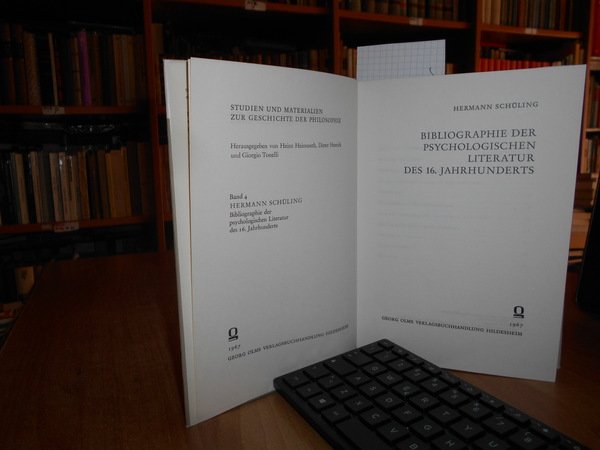 STUDIEN UND MATERIALIEN
ZUR GESCHICHTE DER PHILOSOPHIE
Herausgegeben von Heinz Heimsoeth, Dieter Henrich
und Giorgio Tonelli
Band 4
HERMANN SCHÜLING
Bibliographie der
psychologischen Literatur
des 16. Jahrhunderts
1967
GEORG OLMS VERLAGSBUCHHANDLUNG HILDESHEIM
HERMANN SCHÜLING
BIBLIOGRAPHIE DER
PSYCHOLOGISCHEN
LITERATUR
DES 16. JAHRHUNDERTS
1967
GEORG OLMS VERLAGSBUCHHANDLUNG HILDESHEIM